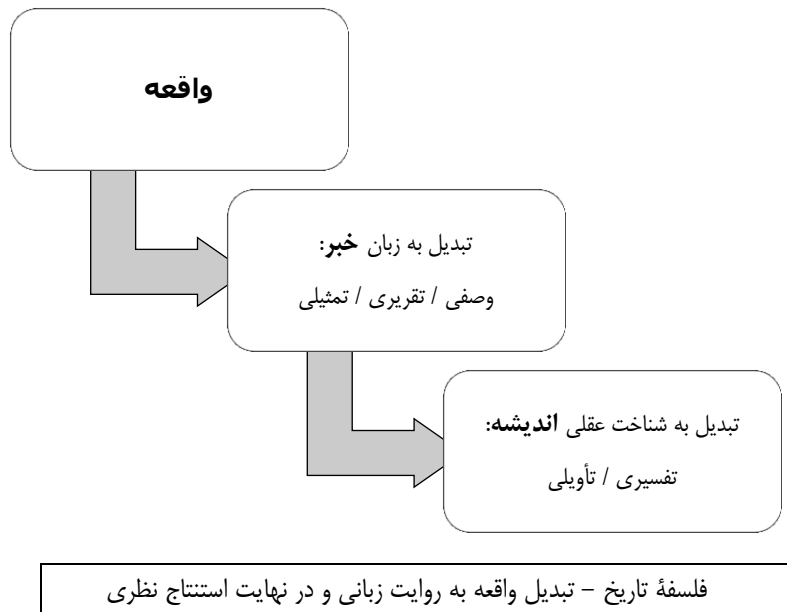 واقعه
تبدیل به زبان خبر:
وصفی / تقریری / تمثیلی
تبدیل به شناخت عقلی اندیشه:
تفسیری / تأویلی
فلسفهٔ تاریخ – تبدیل واقعه به روایت زبانی و در نهایت استنتاج نظری